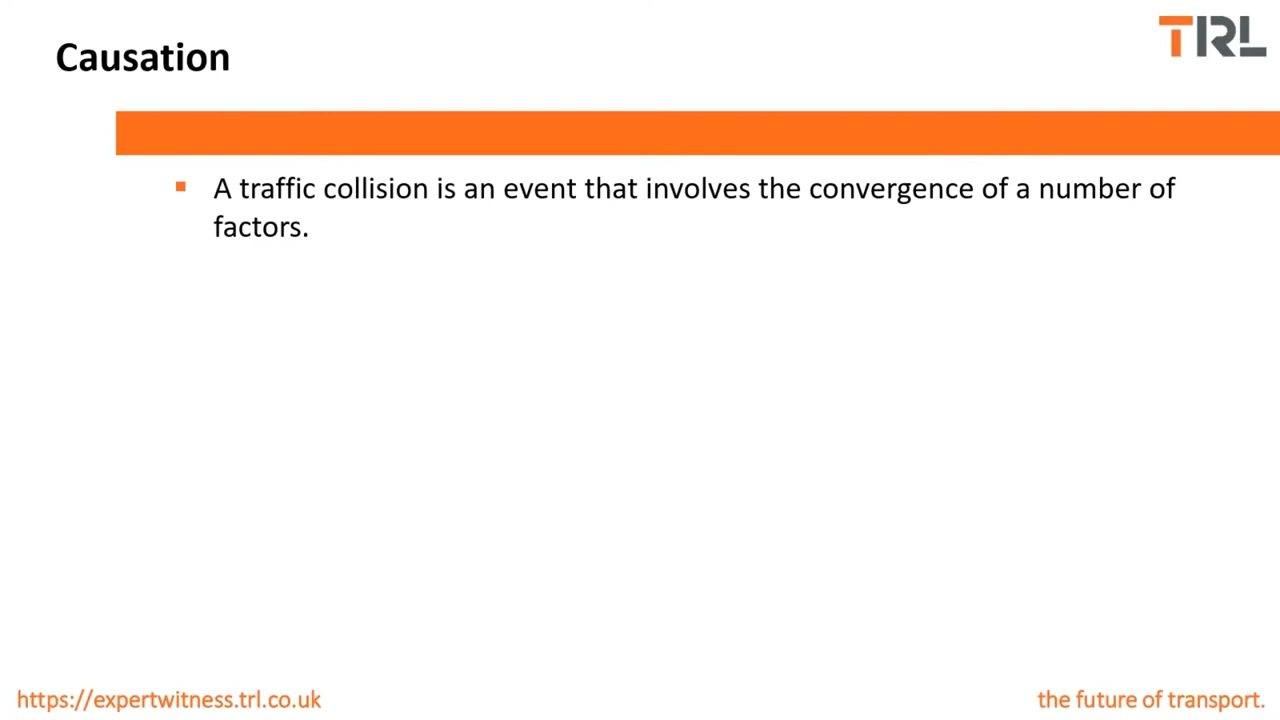 Causation
TRL
▪ A traffic collision is an event that involves the convergence of a number of
factors.
https://expertwitness.trl.co.uk
the future of transport.